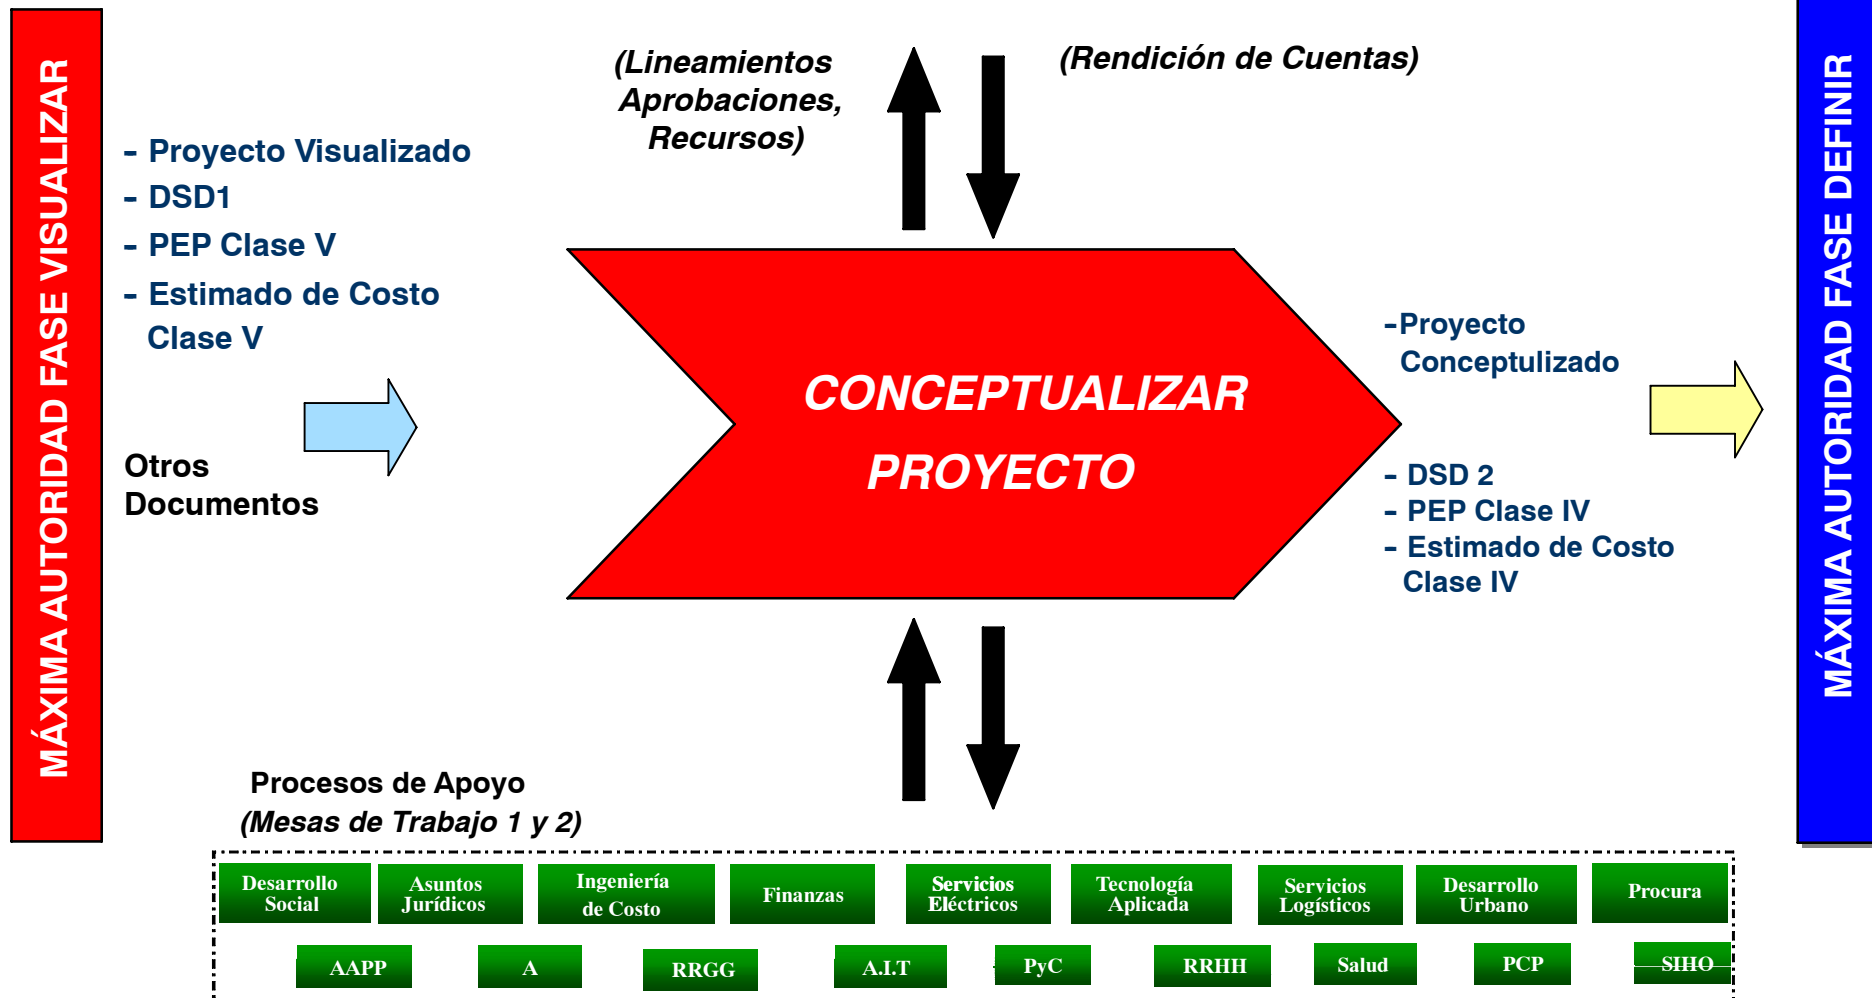 MÁXIMA AUTORIDAD FASE VISUALIZAR
(Lineamientos
Aprobaciones,
Recursos)
(Rendición de Cuentas)
- Proyecto Visualizado
- DSD1
- PEP Clase V
- Estimado de Costo
Clase V
Otros
Documentos
CONCEPTUALIZAR
PROYECTO
-Proyecto
Conceptulizado
- DSD 2
- PEP Clase IV
- Estimado de Costo
Clase IV
MÁXIMA AUTORIDAD FASE DEFINIR
Procesos de Apoyo
(Mesas de Trabajo 1 y 2)
Desarrollo
Social
Asuntos
Jurídicos
Ingeniería
de Costo
Finanzas
Servicios
Eléctricos
Tecnología
Aplicada
Servicios
Logísticos
Desarrollo
Urbano
Procura
AAPP
A
RRGG
A.I.T
PyC
RRHH
Salud
PCP
SIHO